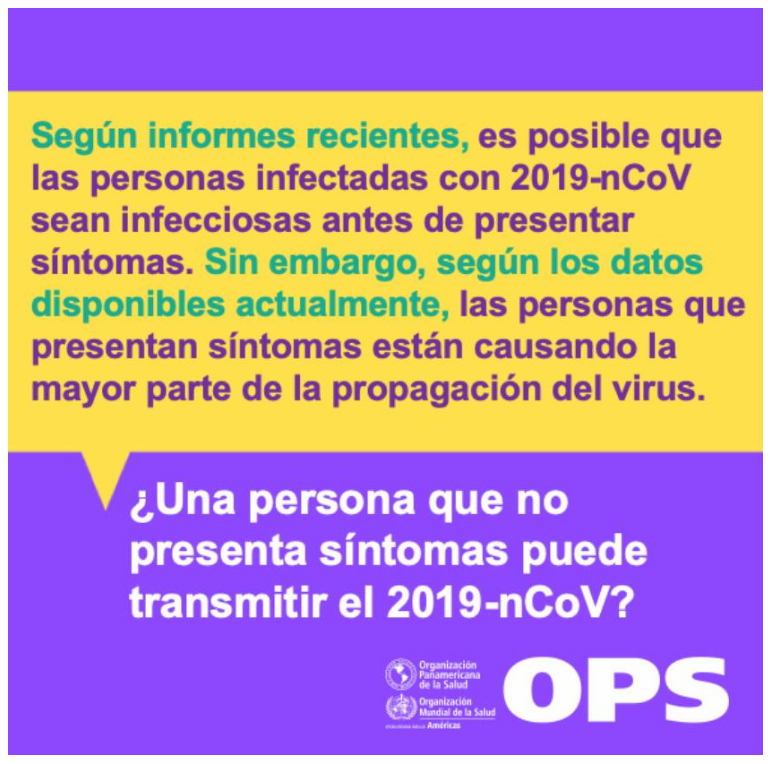 Según informes recientes, es posible que
las personas infectadas con 2019-nCoV
sean infecciosas antes de presentar
síntomas. Sin embargo, según los datos
disponibles actualmente, las personas que
presentan síntomas están causando la
mayor parte de la propagación del virus.
¿Una persona que no
presenta síntomas puede
transmitir el 2019-nCoV?
Organización
Panamericana
de la Salud
Organización
Mundial de la Salud
Américas
OPS